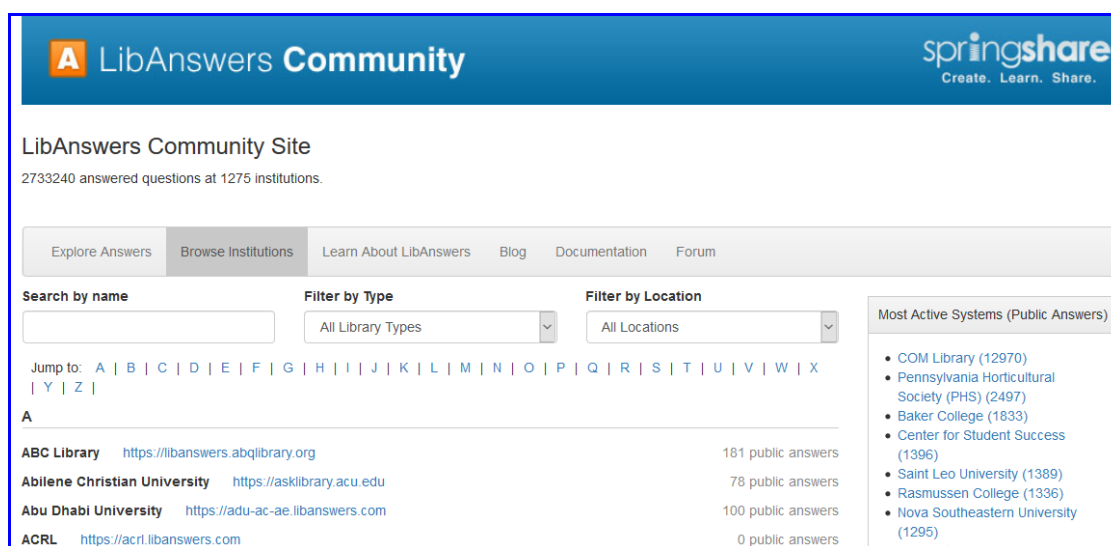 A LibAnswers Community
springshare
Create. Learn. Share.
LibAnswers Community Site
2733240 answered questions at 1275 institutions.
Explore Answers Browse Institutions Learn About LibAnswers Blog Documentation Forum
Search by name Filter by Type Filter by Location
All Library Types All Locations
Jump to: A | B | C | D | E | F | G | H | I | J | K | L | M | N | O | P | Q | R | S | T | U | V | W | X
| Y | Z |
A
ABC Library https://libanswers.abqlibrary.org 181 public answers
Abilene Christian University https://asklibrary.acu.edu 78 public answers
Abu Dhabi University https://adu-ac-ae.libanswers.com 100 public answers
ACRL https://acrl.libanswers.com 0 public answers
Most Active Systems (Public Answers)
• COM Library (12970)
• Pennsylvania Horticultural
Society (PHS) (2497)
• Baker College (1833)
• Center for Student Success
(1396)
• Saint Leo University (1389)
• Rasmussen College (1336)
• Nova Southeastern University
(1295)